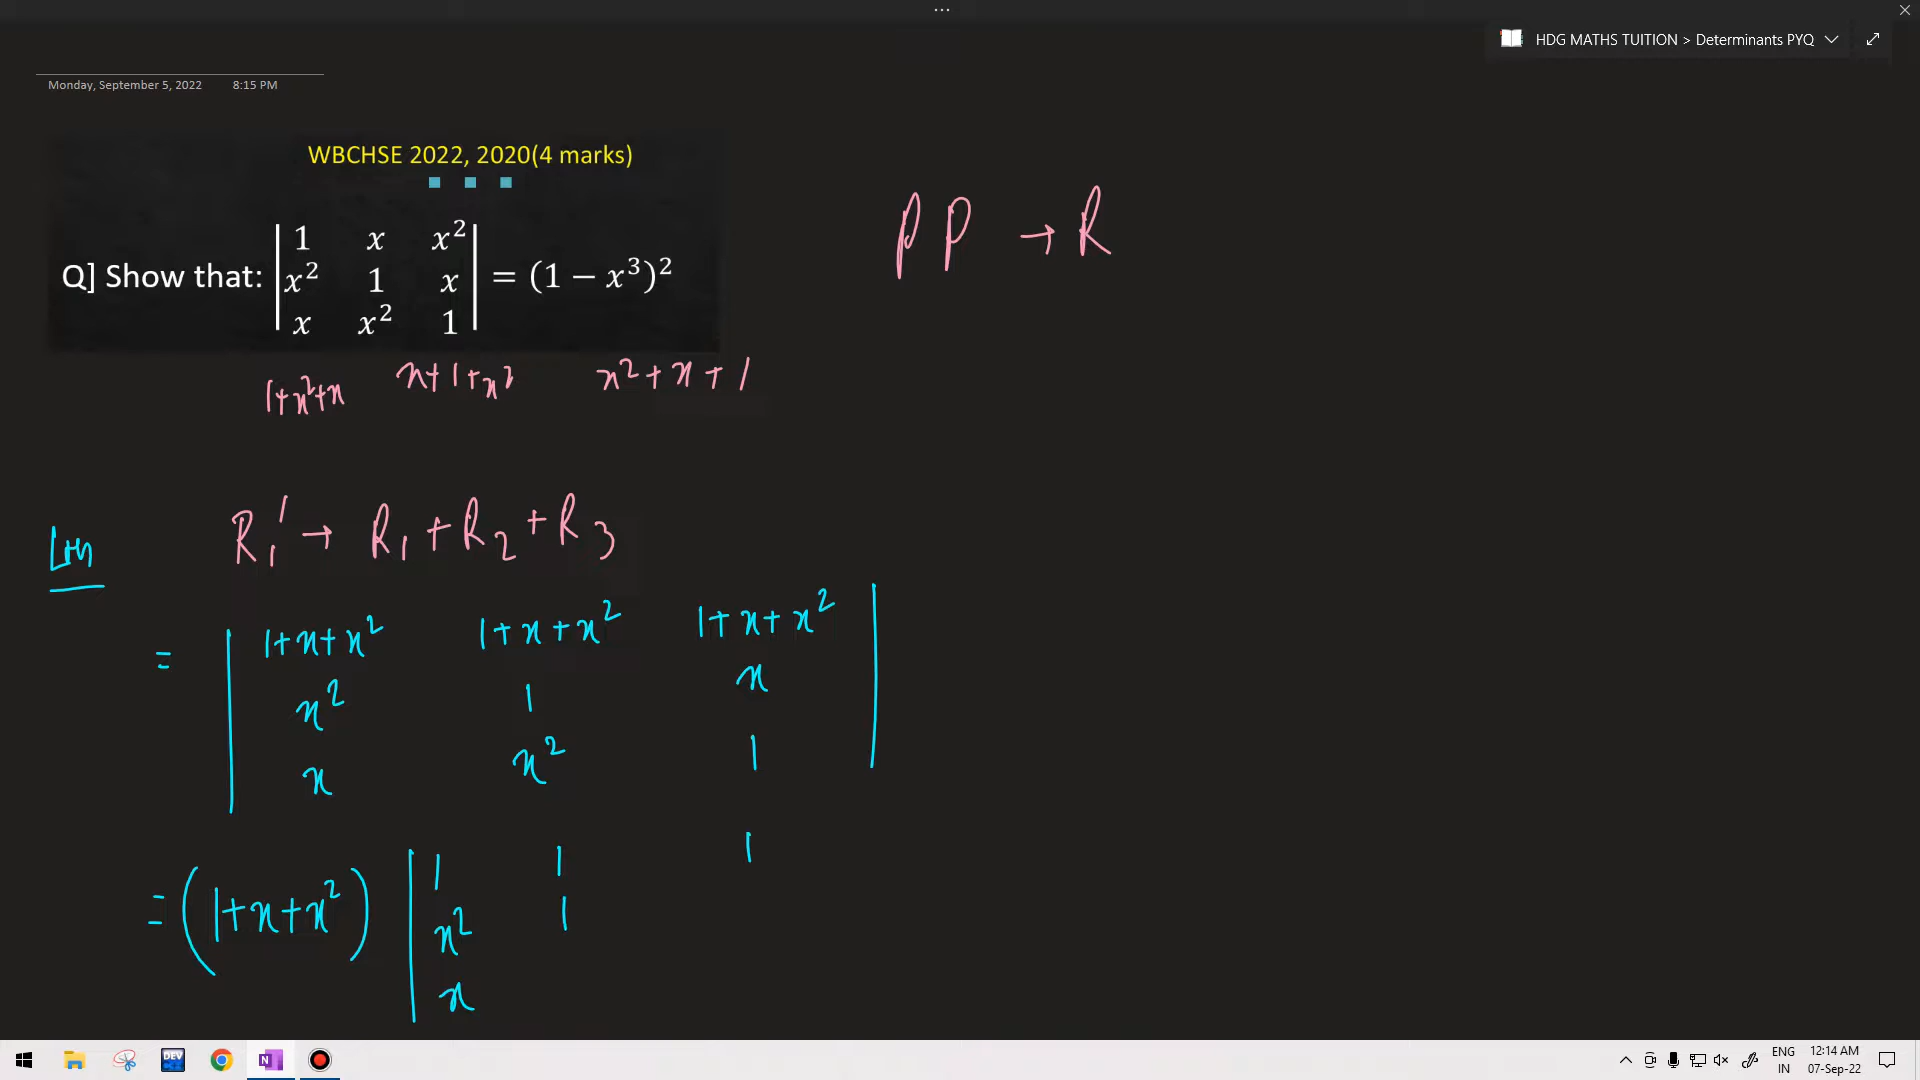 HDG MATHS TUITION > Determinants PYQ
Monday, September 5, 2022 8:15 PM
WBCHSE 2022, 2020(4 marks)
Q] Show that: | 1 x x² | = (1 − x³)²
| x² 1 x |
| x x² 1 |
P P → R
1+x²+x x+1+x² x²+x+1
R₁' → R₁ + R₂ + R₃
= | 1+x+x² 1+x+x² 1+x+x² |
| x² 1 x |
| x x² 1 |
= (1+x+x²) | 1 1 1
| x² 1
| x
DEV
ENG
IN
12:14 AM
07-Sep-22